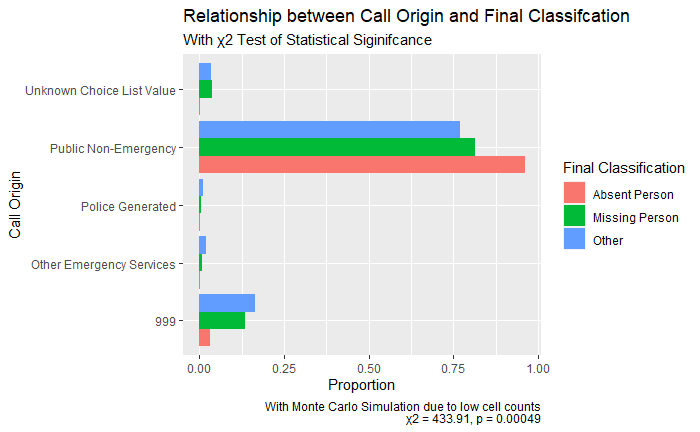 Relationship between Call Origin and Final Classifcation
With χ2 Test of Statistical Siginifcance
Call Origin
Unknown Choice List Value
Public Non-Emergency
Police Generated
Other Emergency Services
999
0.00 0.25 0.50 0.75 1.00
Proportion
Final Classification
Absent Person
Missing Person
Other
With Monte Carlo Simulation due to low cell counts
χ2 = 433.91, p = 0.00049